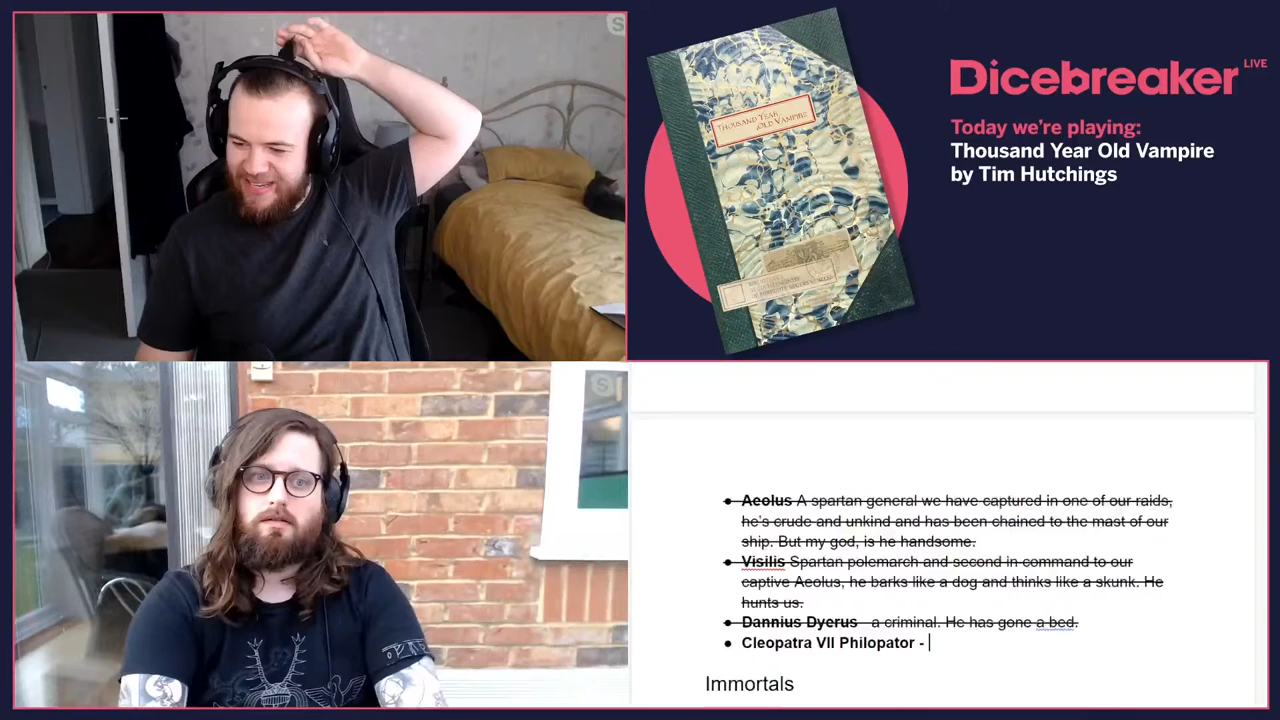 Dicebreaker LIVE
Today we're playing:
Thousand Year Old Vampire
by Tim Hutchings
THOUSAND YEAR
OLD VAMPIRE
● Aeolus A spartan general we have captured in one of our raids,
he's crude and unkind and has been chained to the mast of our
ship. But my god, is he handsome.
● Visilis Spartan polemarch and second in command to our
captive Aeolus, he barks like a dog and thinks like a skunk. He
hunts us.
● Dannius Dyerus - a criminal. He has gone a bed.
● Cleopatra VII Philopator -
Immortals